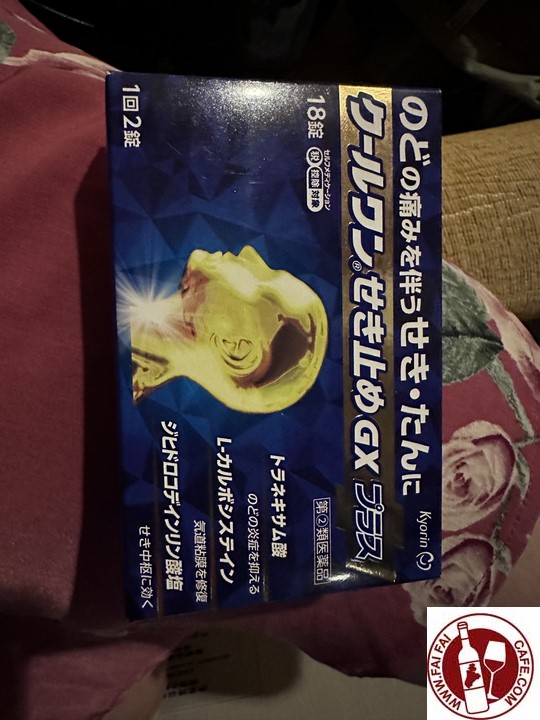 のどの痛みを伴うせき・たんに
Kyorin
クールワン®せき止めGX プラス
第②類医薬品
18錠
セルフメディケーション
税 控除 対象
トラネキサム酸
のどの炎症を抑える
L-カルボシステイン
気道粘膜を修復
ジヒドロコデインリン酸塩
せき中枢に効く
1回2錠
WWW.FAI FAI CAFE.COM